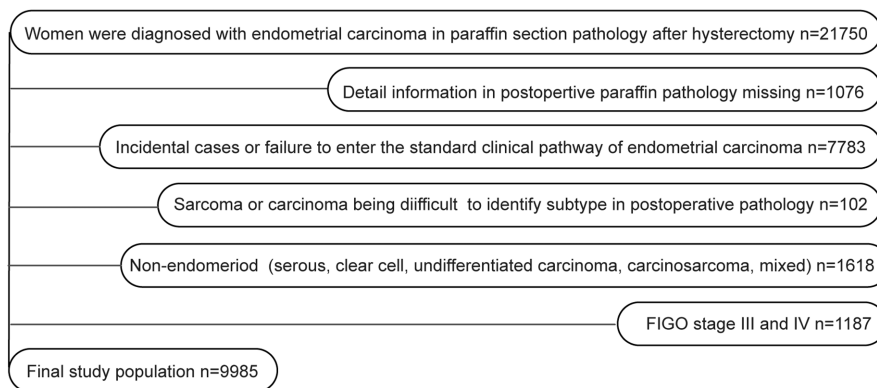 Women were diagnosed with endometrial carcinoma in paraffin section pathology after hysterectomy n=21750
Detail information in postopertive paraffin pathology missing n=1076
Incidental cases or failure to enter the standard clinical pathway of endometrial carcinoma n=7783
Sarcoma or carcinoma being diifficult to identify subtype in postoperative pathology n=102
Non-endomeriod (serous, clear cell, undifferentiated carcinoma, carcinosarcoma, mixed) n=1618
FIGO stage III and IV n=1187
Final study population n=9985